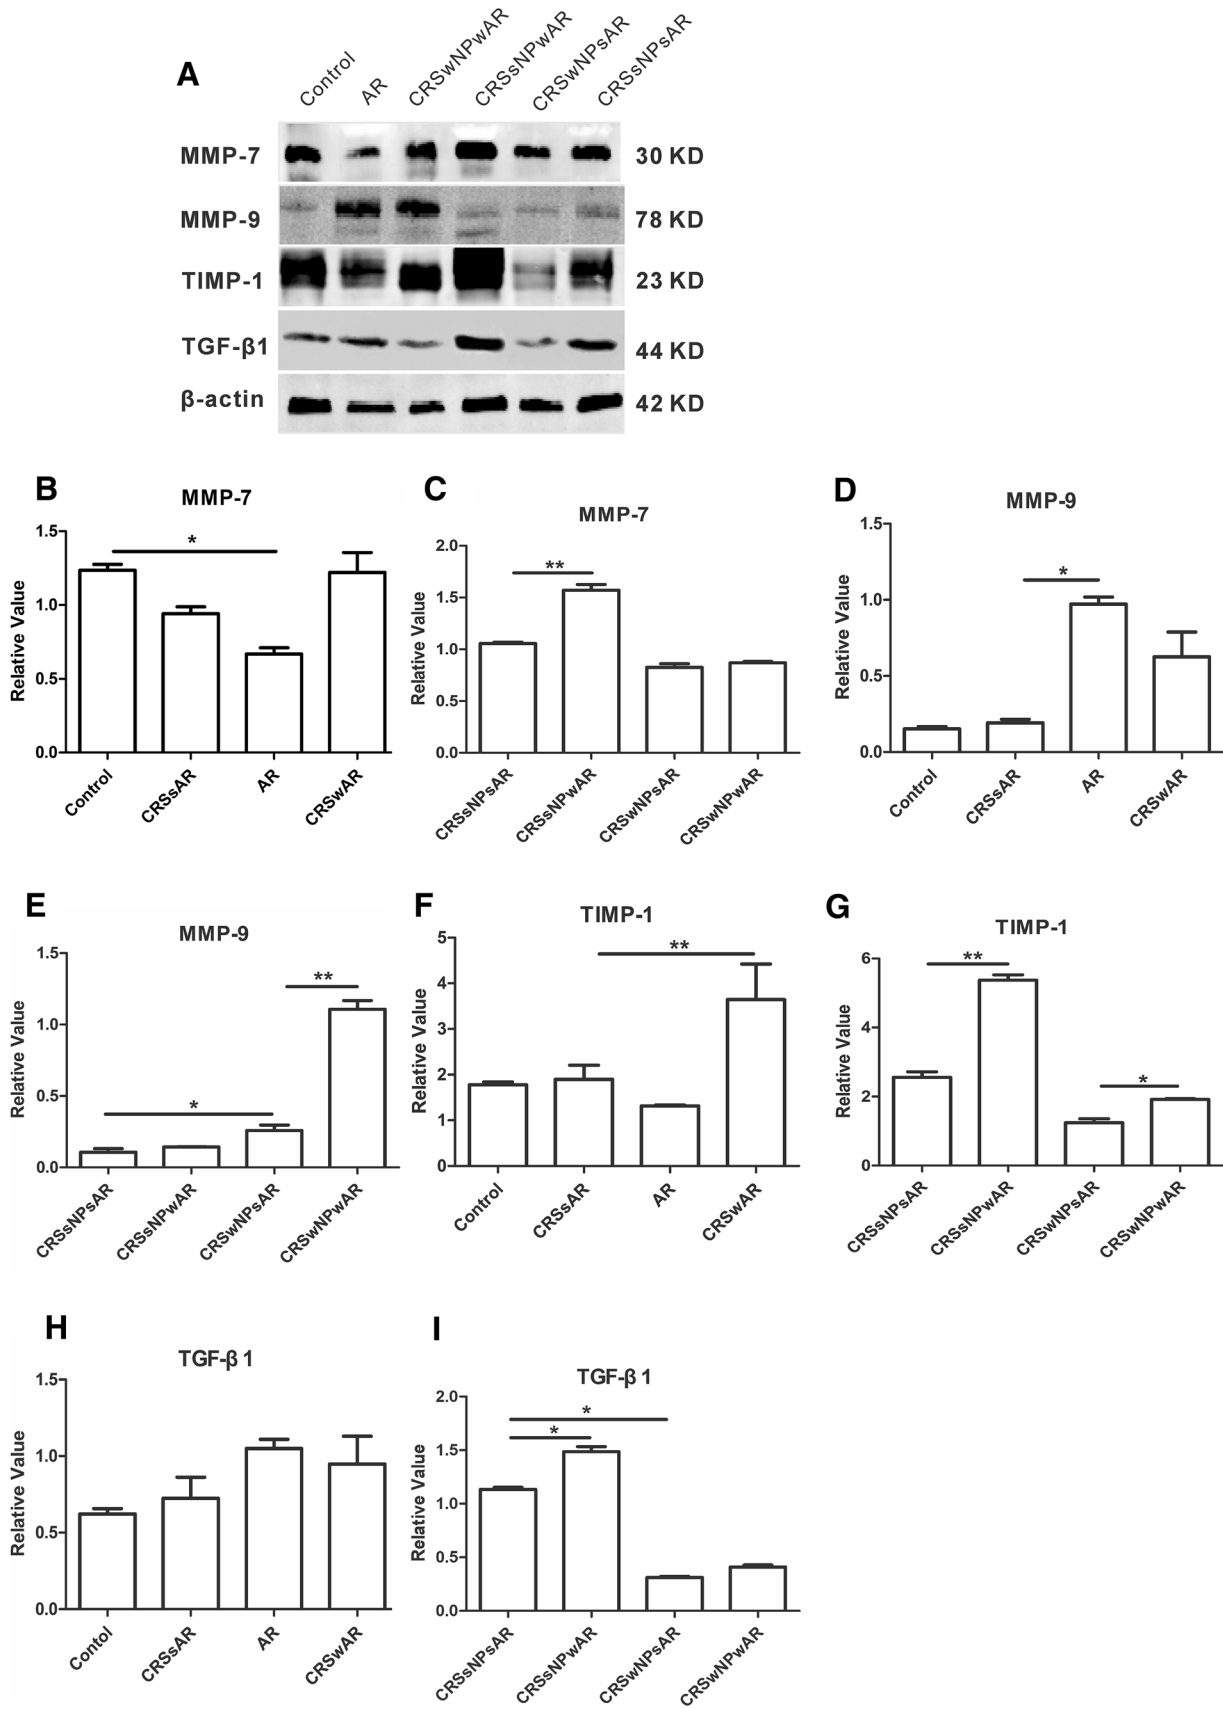 A
Control
AR
CRSwNPwAR
CRSsNPwAR
CRSwNPsAR
CRSsNPsAR
MMP-7
30 KD
MMP-9
78 KD
TIMP-1
23 KD
TGF-β1
44 KD
β-actin
42 KD
B
MMP-7
Relative Value
1.5
1.0
0.5
0.0
*
Control
CRSsAR
AR
CRSwAR
C
MMP-7
Relative Value
2.0
1.5
1.0
0.5
0.0
**
CRSsNPsAR
CRSsNPwAR
CRSwNPsAR
CRSwNPwAR
D
MMP-9
Relative Value
1.5
1.0
0.5
0.0
*
Control
CRSsAR
AR
CRSwAR
E
MMP-9
Relative Value
1.5
1.0
0.5
0.0
*
**
CRSsNPsAR
CRSsNPwAR
CRSwNPsAR
CRSwNPwAR
F
TIMP-1
Relative Value
5
4
3
2
1
0
**
Control
CRSsAR
AR
CRSwAR
G
TIMP-1
Relative Value
6
4
2
0
**
*
CRSsNPsAR
CRSsNPwAR
CRSwNPsAR
CRSwNPwAR
H
TGF-β 1
Relative Value
1.5
1.0
0.5
0.0
Contol
CRSsAR
AR
CRSwAR
I
TGF-β 1
Relative Value
2.0
1.5
1.0
0.5
0.0
*
*
CRSsNPsAR
CRSsNPwAR
CRSwNPsAR
CRSwNPwAR